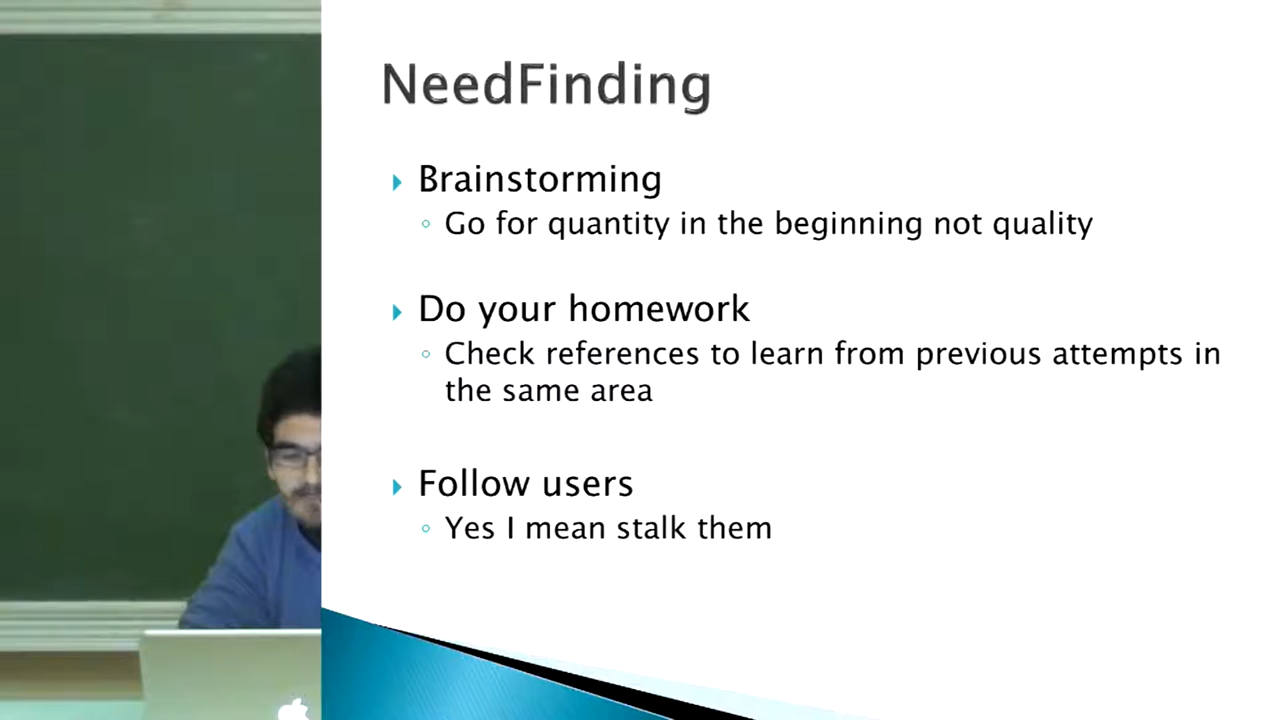 NeedFinding
Brainstorming
Go for quantity in the beginning not quality
Do your homework
Check references to learn from previous attempts in
the same area
Follow users
Yes I mean stalk them